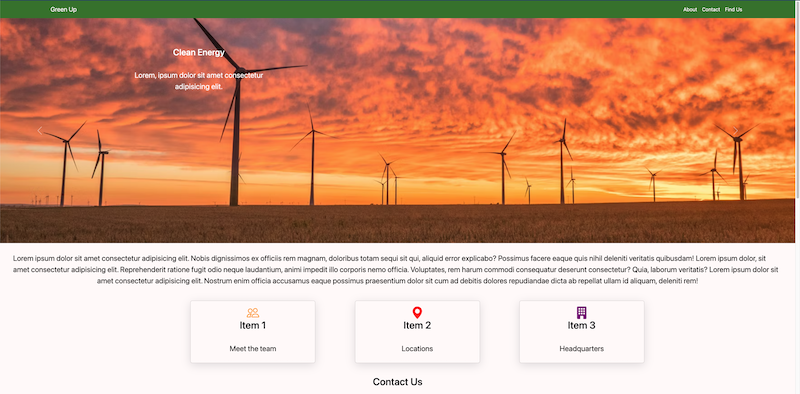 Green Up
About Contact Find Us
Clean Energy
Lorem, ipsum dolor sit amet consectetur
adipisicing elit.
Lorem ipsum dolor sit amet consectetur adipisicing elit. Nobis dignissimos ex officiis rem magnam, doloribus totam sequi sit qui, aliquid error explicabo? Possimus facere eaque quis nihil deleniti veritatis quibusdam! Lorem ipsum dolor, sit
amet consectetur adipisicing elit. Reprehenderit ratione fugit odio neque laudantium, animi impedit illo corporis nemo officia. Voluptates, rem harum commodi consequatur deserunt consectetur? Quia, laborum veritatis? Lorem ipsum dolor sit
amet consectetur adipisicing elit. Nostrum enim officia accusamus eaque possimus praesentium dolor sit cum ad debitis dolores repudiandae dicta ab repellat ullam id aliquam, deleniti rem!
Item 1
Meet the team
Item 2
Locations
Item 3
Headquarters
Contact Us